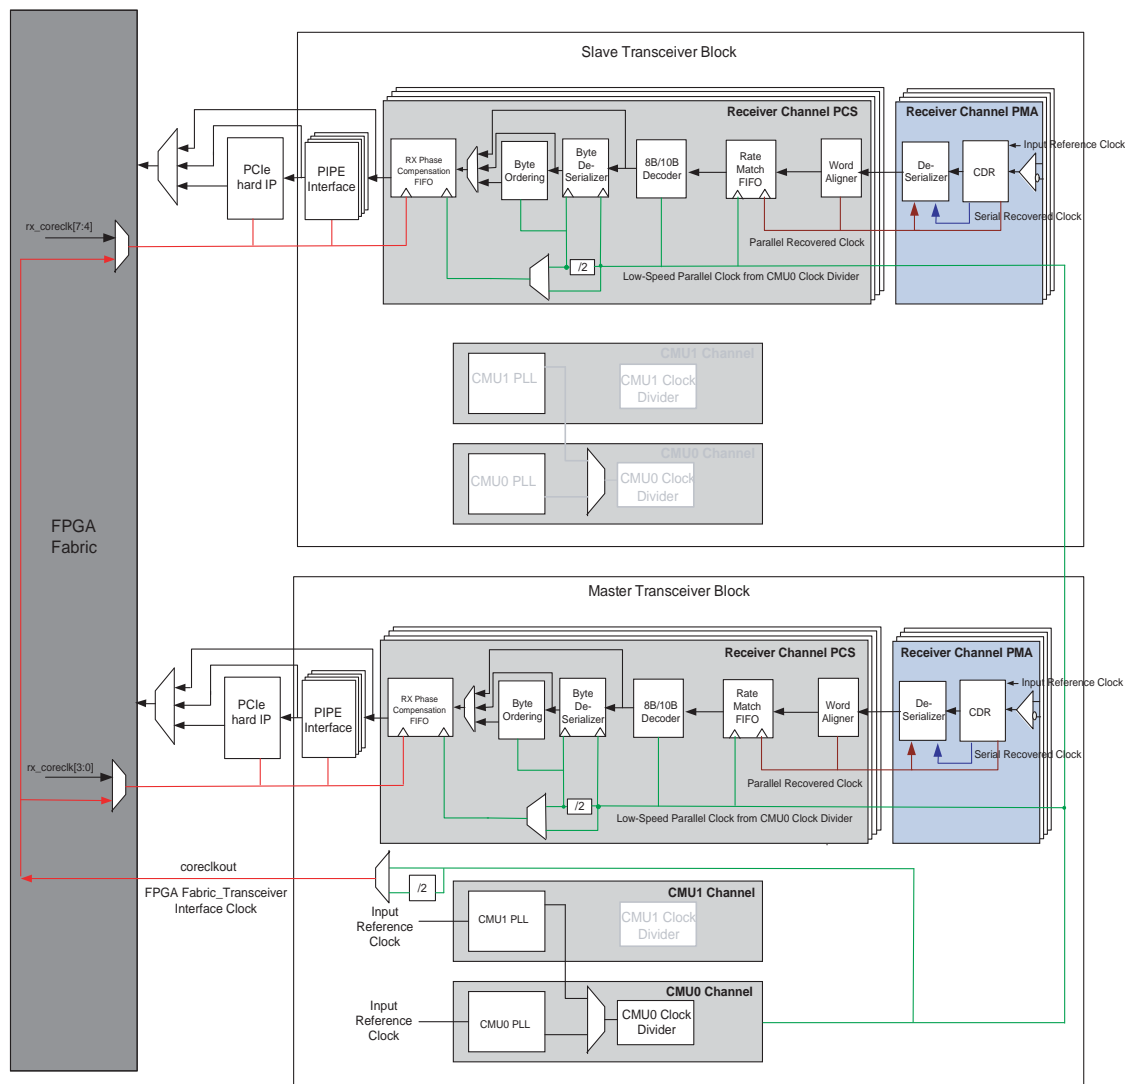 Slave Transceiver Block
Receiver Channel PCS
Receiver Channel PMA
RX Phase
Compensation
FIFO
Byte
Ordering
Byte
De-
Serializer
8B/10B
Decoder
Rate
Match
FIFO
Word
Aligner
De-
Serializer
CDR
Input Reference Clock
PCIe
hard IP
PIPE
Interface
Serial Recovered Clock
rx_coreclk[7:4]
Parallel Recovered Clock
/2
Low-Speed Parallel Clock from CMU0 Clock Divider
CMU1 Channel
CMU1 PLL
CMU1 Clock
Divider
CMU0 Channel
CMU0 PLL
CMU0 Clock
Divider
FPGA
Fabric
Master Transceiver Block
Receiver Channel PCS
Receiver Channel PMA
RX Phase
Compensation
FIFO
Byte
Ordering
Byte
De-
Serializer
8B/10B
Decoder
Rate
Match
FIFO
Word
Aligner
De-
Serializer
CDR
Input Reference Clock
PCIe
hard IP
PIPE
Interface
Serial Recovered Clock
rx_coreclk[3:0]
Parallel Recovered Clock
/2
Low-Speed Parallel Clock from CMU0 Clock Divider
coreclkout
/2
FPGA Fabric_Transceiver
Interface Clock
CMU1 Channel
Input
Reference
Clock
CMU1 PLL
CMU1 Clock
Divider
CMU0 Channel
Input
Reference
Clock
CMU0 PLL
CMU0 Clock
Divider